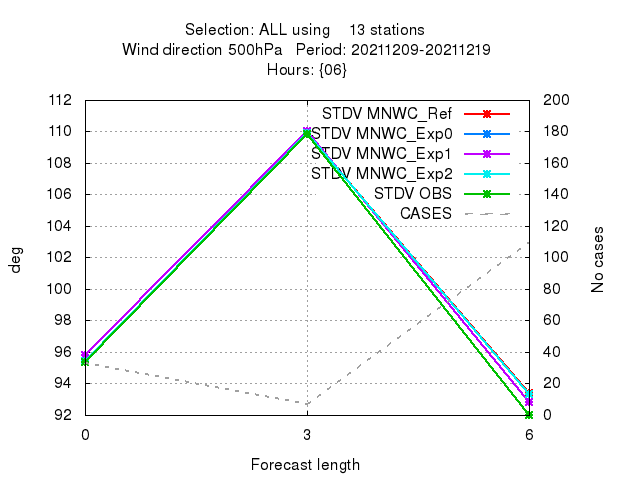 Selection: ALL using 13 stations
Wind direction 500hPa Period: 20211209-20211219
Hours: {06}
112 200
STDV MNWC_Ref
110 180
STDV MNWC_Exp0
108 160
STDV MNWC_Exp1
STDV MNWC_Exp2
106 140
STDV OBS
104 120
CASES
102 100
deg
No cases
100 80
98 60
96 40
94 20
92 0
0 3 6
Forecast length